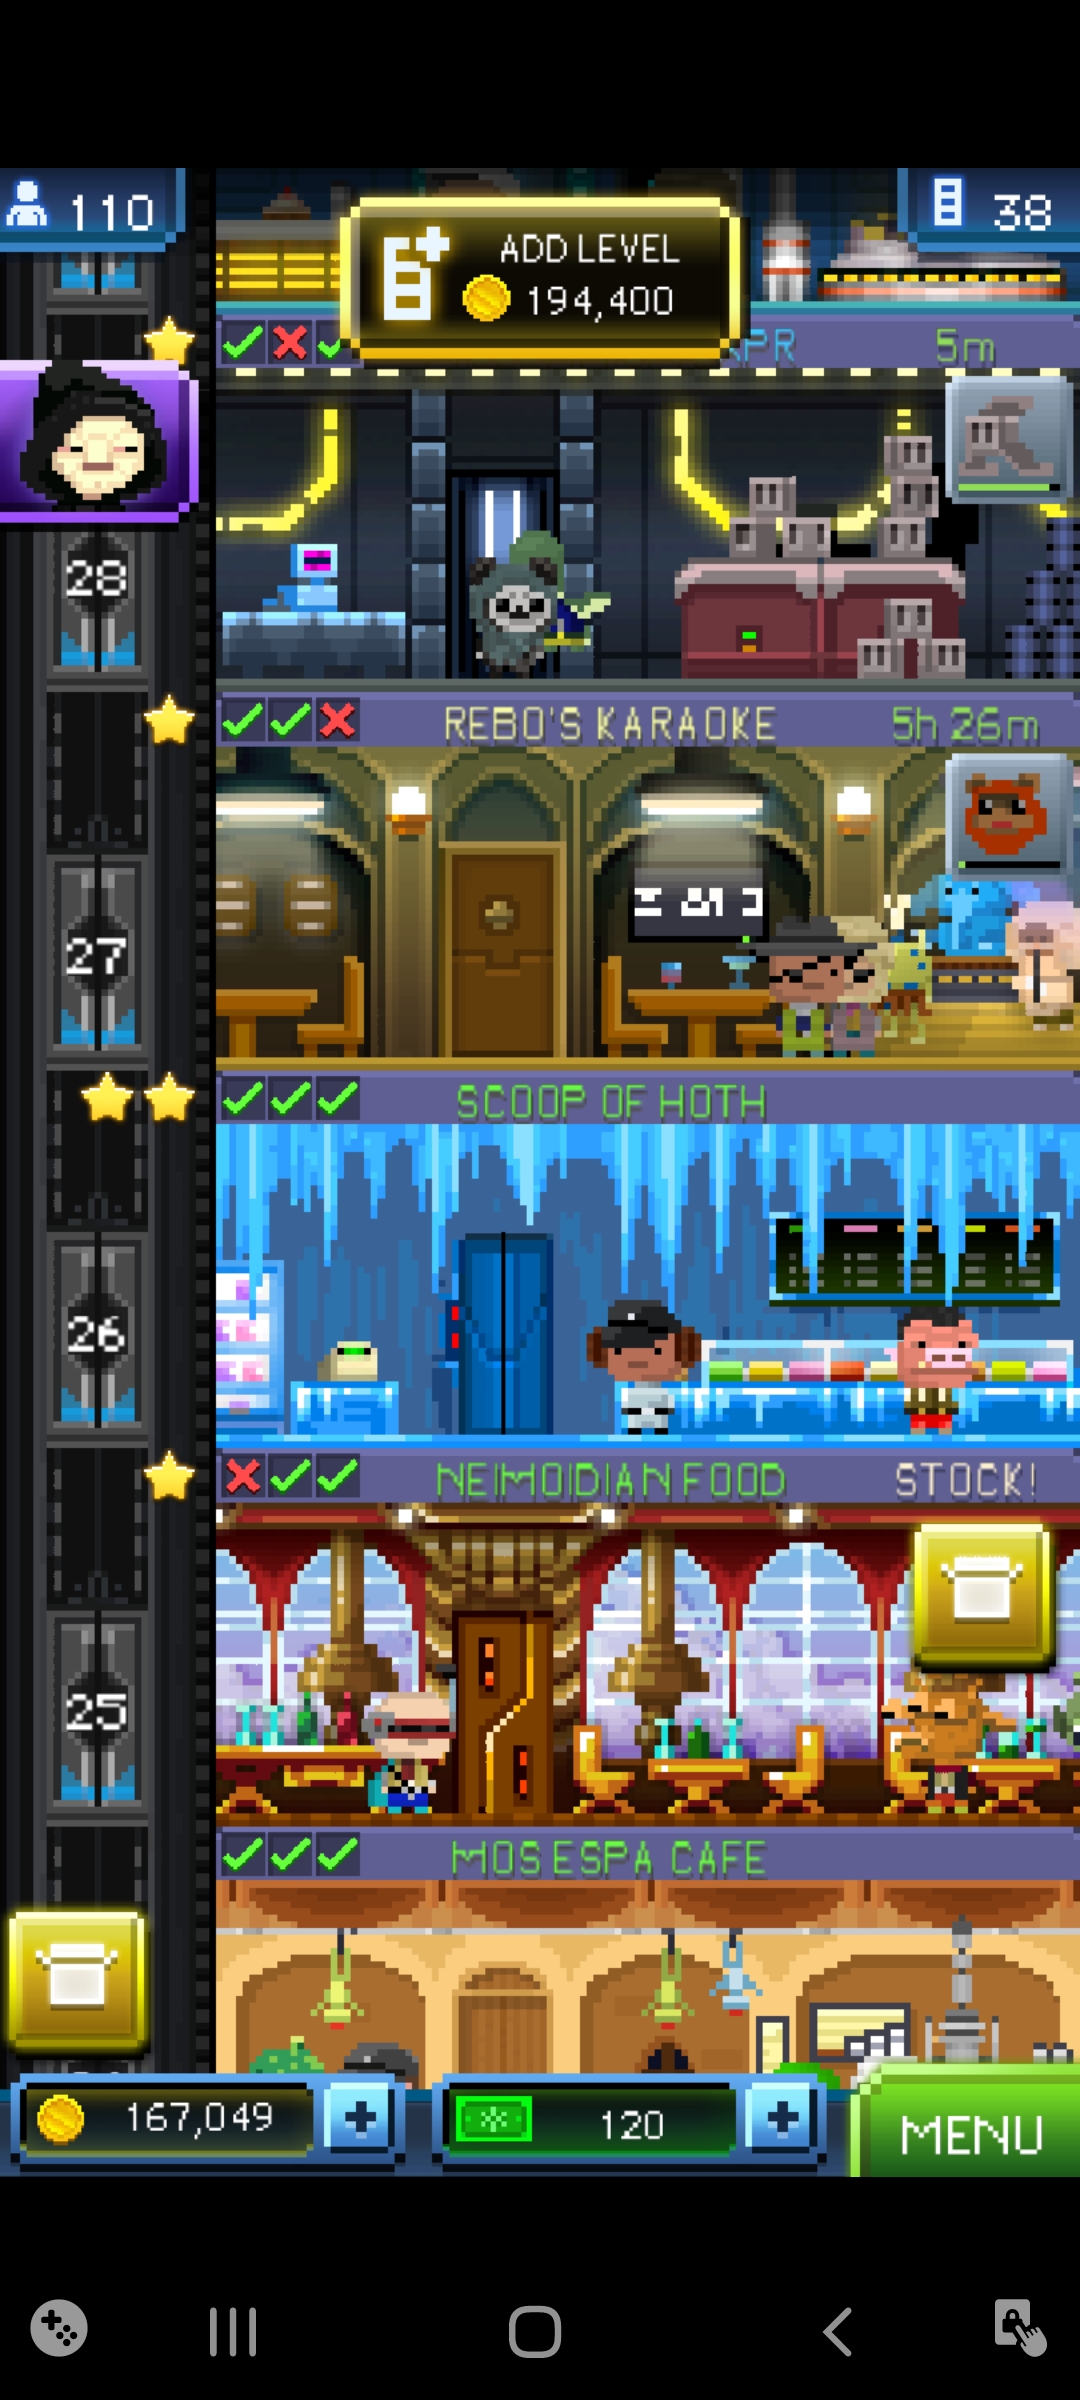 110
ADD LEVEL
194,400
38
5m
28
REBO'S KARAOKE
5h 26m
27
SCOOP OF HOTH
26
NEIMOIDIAN FOOD
STOCK!
25
MOS ESPA CAFE
167,049
120
MENU